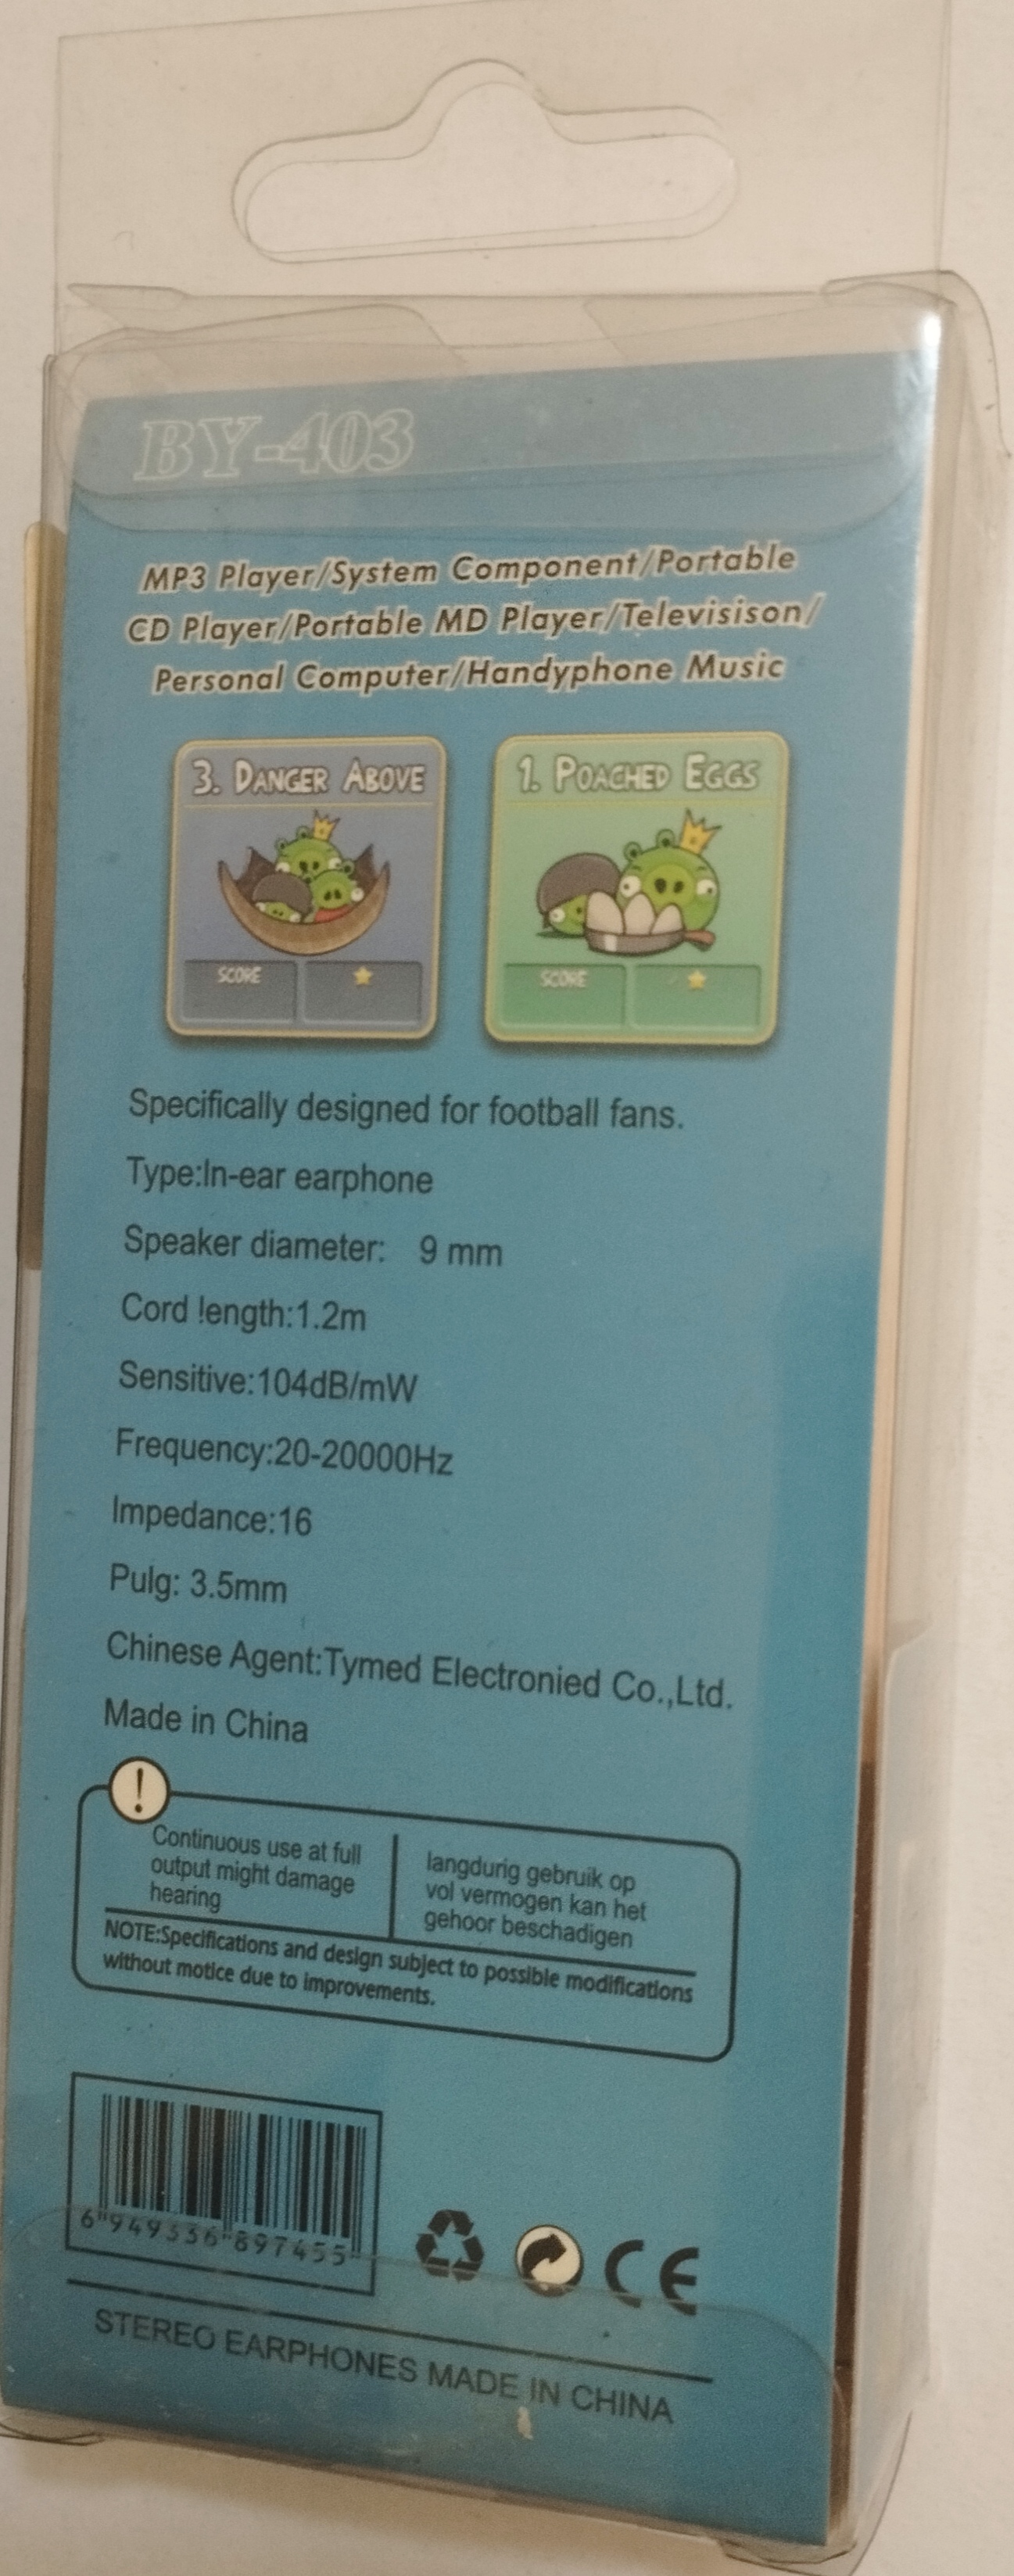 BY-403
MP3 Player/System Component/Portable
CD Player/Portable MD Player/Televisison/
Personal Computer/Handyphone Music
3. DANGER ABOVE
SCORE
1. POACHED EGGS
SCORE
Specifically designed for football fans.
Type:In-ear earphone
Speaker diameter: 9 mm
Cord length:1.2m
Sensitive:104dB/mW
Frequency:20-20000Hz
Impedance:16
Pulg: 3.5mm
Chinese Agent:Tymed Electronied Co.,Ltd.
Made in China
!
Continuous use at full
output might damage
hearing
langdurig gebruik op
vol vermogen kan het
gehoor beschadigen
NOTE:Specifications and design subject to possible modifications
without motice due to improvements.
6"949336"897455"
CE
STEREO EARPHONES MADE IN CHINA